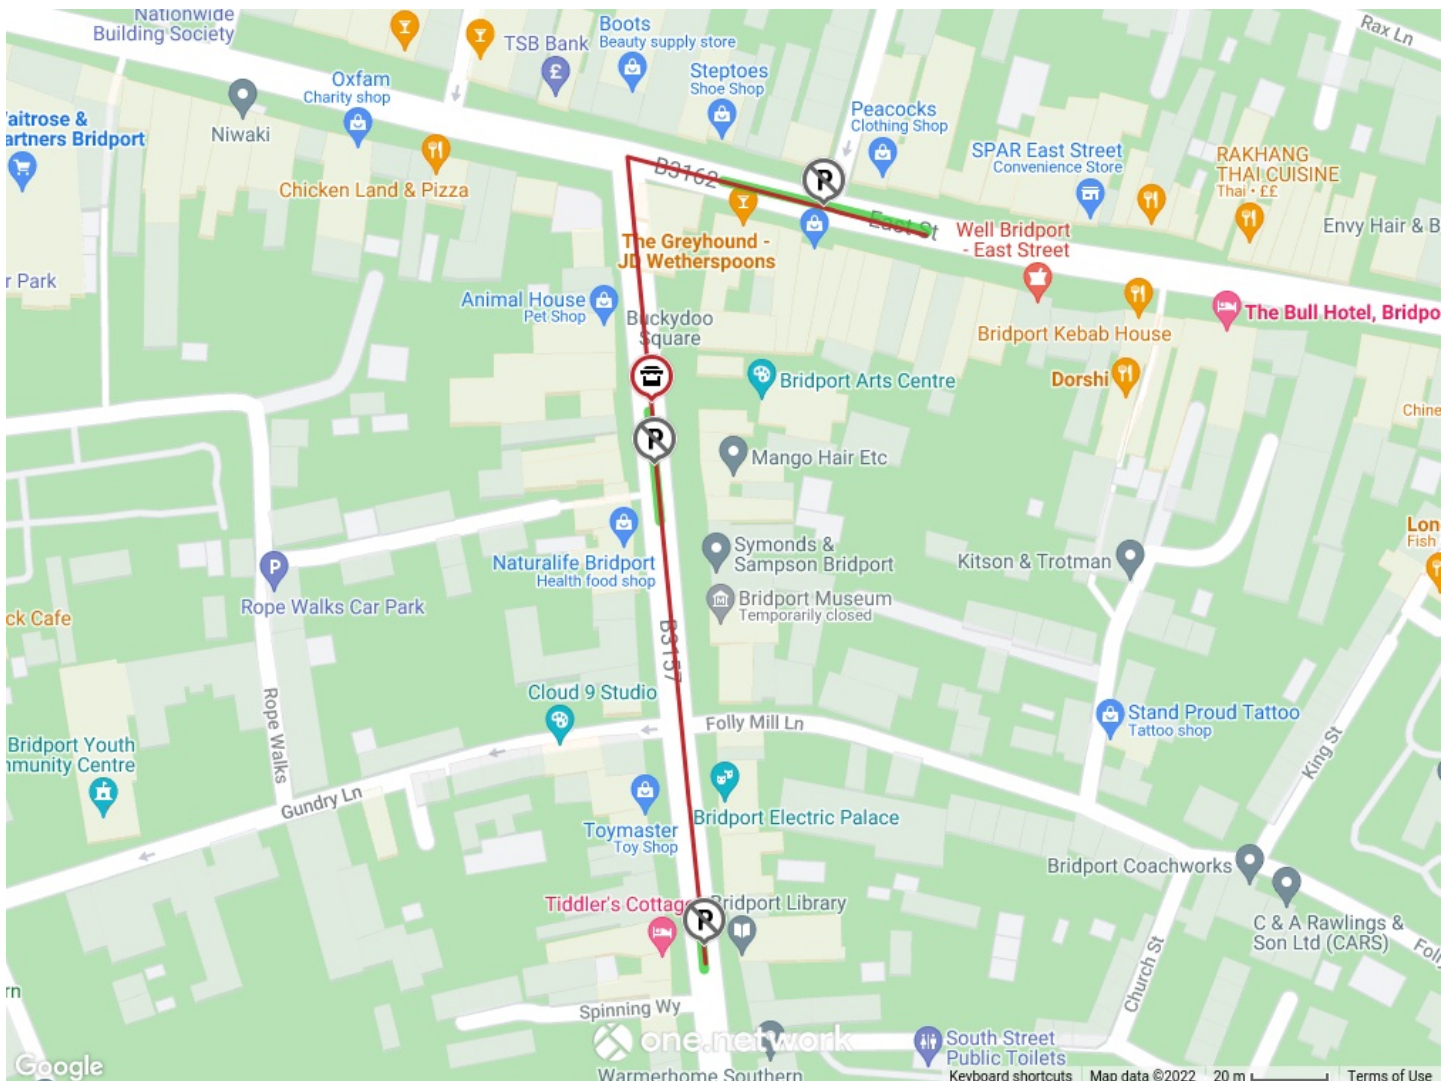 Nationwide
Building Society
TSB Bank
Boots
Beauty supply store
Rax Ln
Oxfam
Charity shop
Steptoes
Shoe Shop
Peacocks
Clothing Shop
Niwaki
aitrose &
artners Bridport
SPAR East Street
Convenience Store
RAKHANG
THAI CUISINE
Thai • ££
Chicken Land & Pizza
B3162
East St
Envy Hair & B
The Greyhound -
JD Wetherspoons
Well Bridport
- East Street
r Park
Animal House
Pet Shop
Buckydoo
Square
The Bull Hotel, Bridpo
Bridport Kebab House
Bridport Arts Centre
Dorshi
Chine
Mango Hair Etc
P
P
P
P
Lon
Fish
Naturalife Bridport
Health food shop
Symonds &
Sampson Bridport
Kitson & Trotman
Rope Walks Car Park
Bridport Museum
Temporarily closed
ck Cafe
B3157
Cloud 9 Studio
Rope Walks
Folly Mill Ln
Stand Proud Tattoo
Tattoo shop
King St
Bridport Youth
mmunity Centre
Gundry Ln
Toymaster
Toy Shop
Bridport Electric Palace
Bridport Coachworks
Tiddler's Cottag
Bridport Library
C & A Rawlings &
Son Ltd (CARS)
Church St
Foll
rn
Spinning Wy
one.network
South Street
Public Toilets
Google
Warmerhome Southern
Keyboard shortcuts
Map data ©2022
20 m
Terms of Use